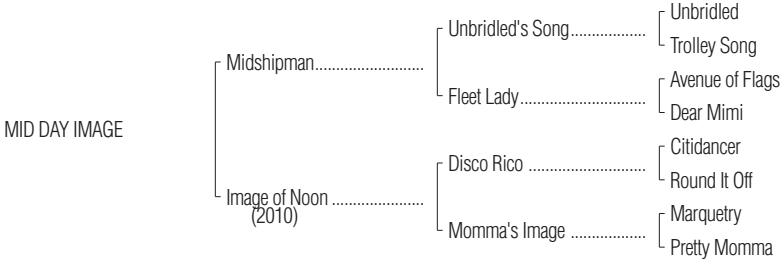 Unbridled
Unbridled's Song..................
Trolley Song
Midshipman..........................
Avenue of Flags
Fleet Lady..............................
Dear Mimi
MID DAY IMAGE
Citidancer
Disco Rico ............................
Round It Off
Image of Noon ......................
(2010)
Marquetry
Momma's Image ..................
Pretty Momma